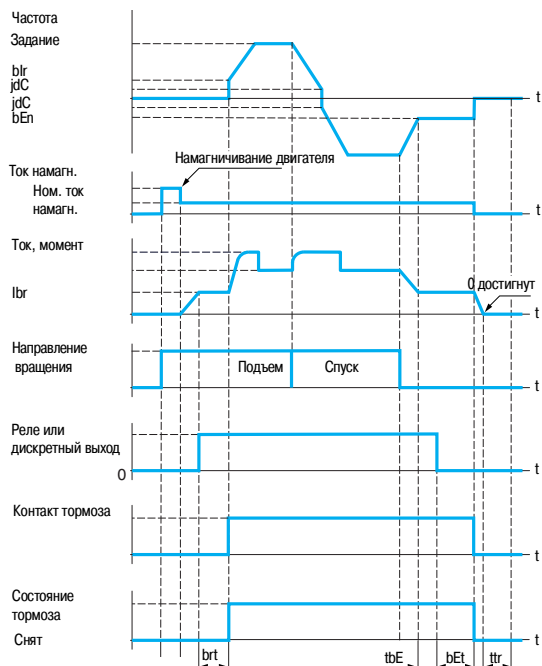 Частота
Задание
bIr
jdC
jdC
bEn
t
Намагничивание двигателя
Ток намагн.
Ном. ток
намагн.
t
Ток, момент
Ibr
0 достигнут
t
Направление
вращения
Подъем
Спуск
t
Реле или
дискретный выход
0
t
Контакт тормоза
t
Состояние
тормоза
Снят
t
brt
tbE
bEt
ttr